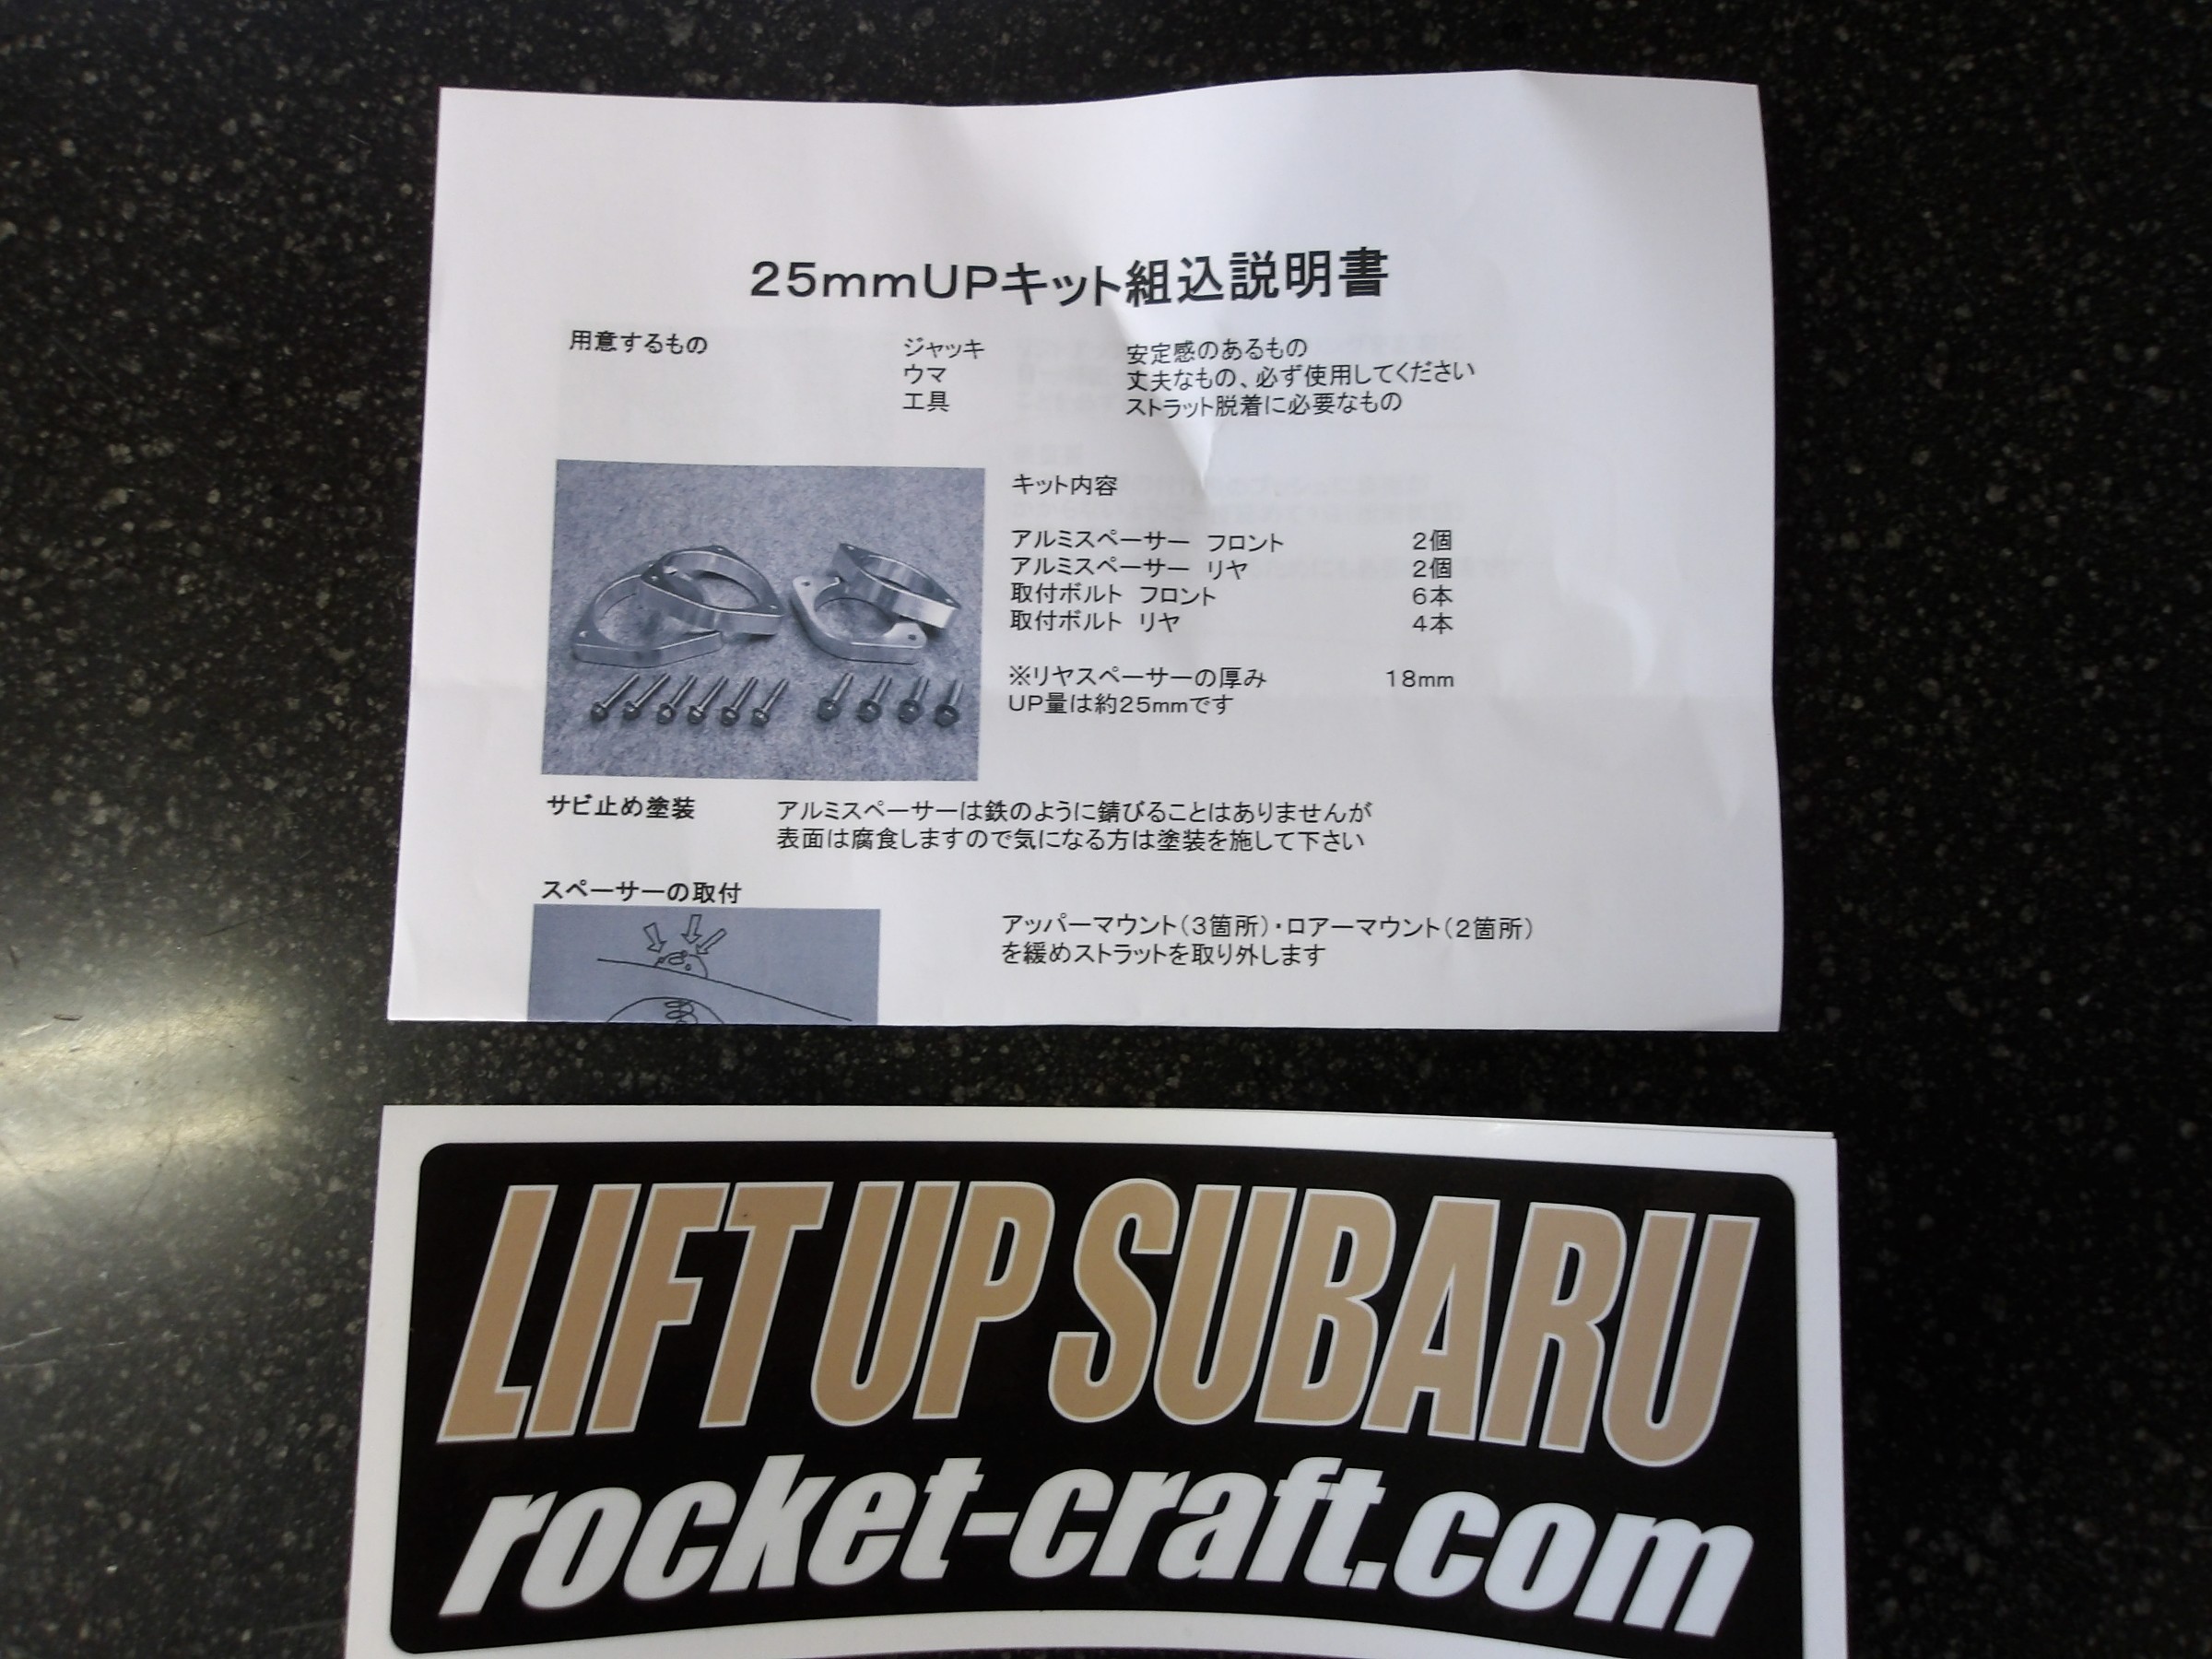 25mmUPキット組込説明書
用意するもの ジャッキ 安定感のあるもの
ウマ 丈夫なもの、必ず使用してください
工具 ストラット脱着に必要なもの
キット内容
アルミスペーサー フロント 2個
アルミスペーサー リヤ 2個
取付ボルト フロント 6本
取付ボルト リヤ 4本
※リヤスペーサーの厚み 18mm
UP量は約25mmです
サビ止め塗装 アルミスペーサーは鉄のように錆びることはありませんが
表面は腐食しますので気になる方は塗装を施して下さい
スペーサーの取付
アッパーマウント(3箇所)・ロアーマウント(2箇所)
を緩めストラットを取り外します
LIFT UP SUBARU
rocket-craft.com